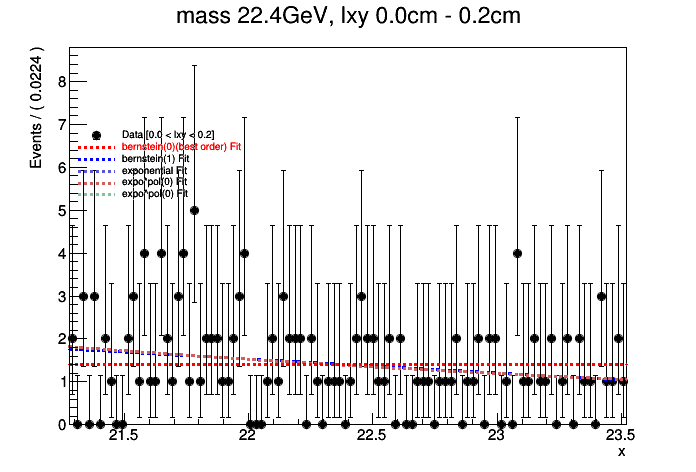 mass 22.4GeV, lxy 0.0cm - 0.2cm
Events / ( 0.0224 )
8
7
6
5
4
3
2
1
0
Data [0.0 < lxy < 0.2]
bernstein(0)(best order) Fit
bernstein(1) Fit
exponential Fit
expo*pol(0) Fit
expo*pol(0) Fit
21.5 22 22.5 23 23.5
x